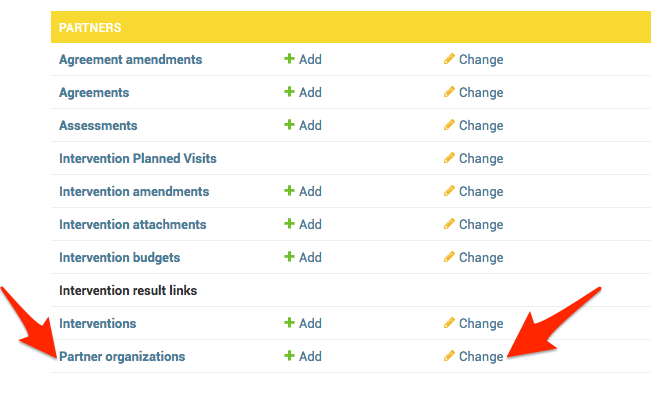 PARTNERS
Agreement amendments Add Change
Agreements Add Change
Assessments Add Change
Intervention Planned Visits Change
Intervention amendments Add Change
Intervention attachments Add Change
Intervention budgets Add Change
Intervention result links
Interventions Add Change
Partner organizations Add Change